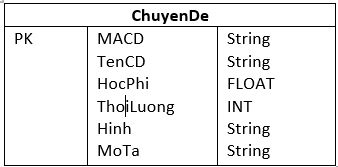 ChuyenDe
PK MACD String
TenCD String
HocPhi FLOAT
ThoiLuong INT
Hinh String
MoTa String